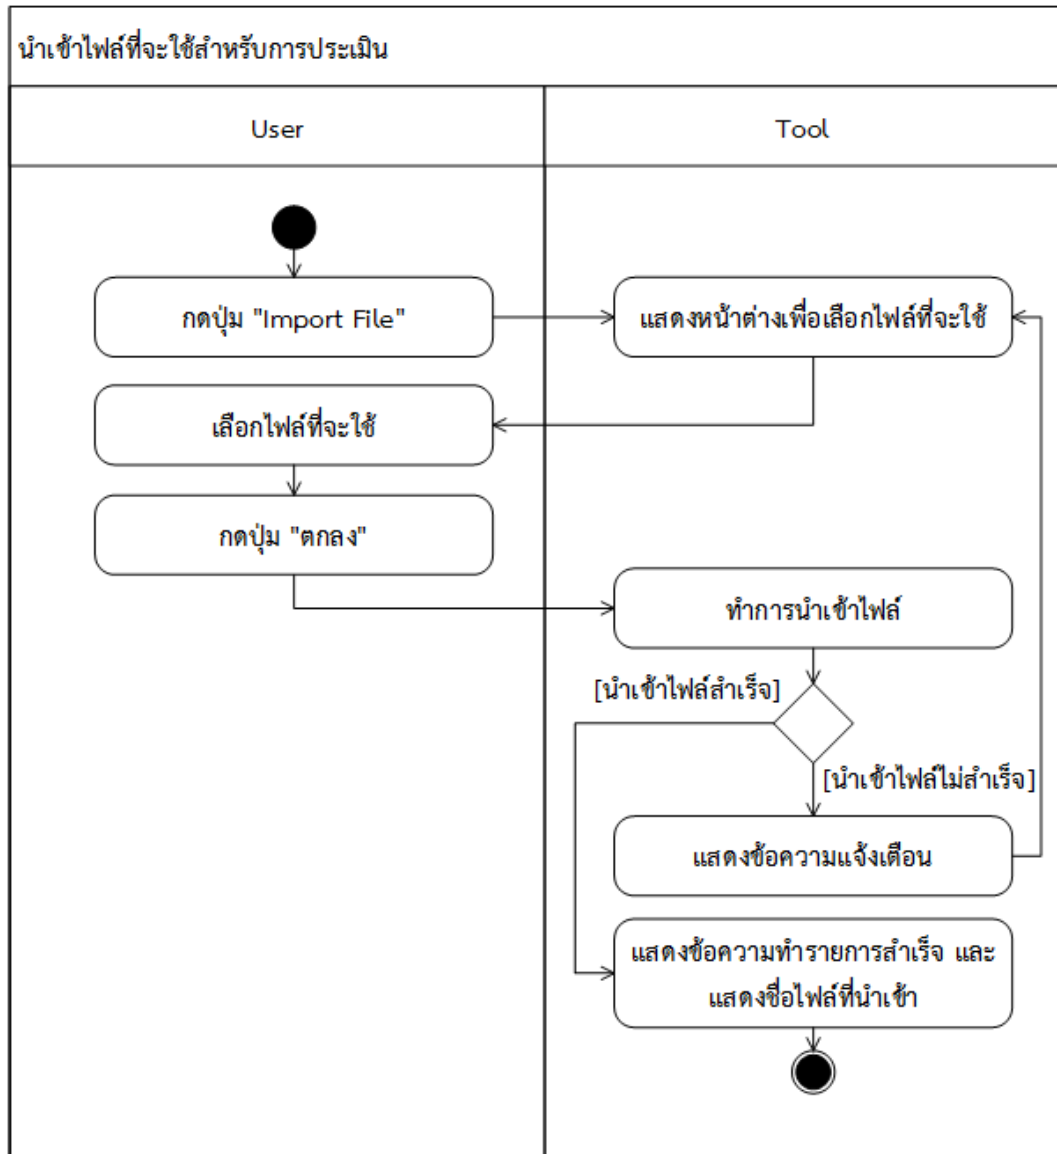 นำเข้าไฟล์ที่จะใช้สำหรับการประเมิน
User
Tool
กดปุ่ม "Import File"
แสดงหน้าต่างเพื่อเลือกไฟล์ที่จะใช้
เลือกไฟล์ที่จะใช้
กดปุ่ม "ตกลง"
ทำการนำเข้าไฟล์
[นำเข้าไฟล์สำเร็จ]
[นำเข้าไฟล์ไม่สำเร็จ]
แสดงข้อความแจ้งเตือน
แสดงข้อความทำรายการสำเร็จ และ
แสดงชื่อไฟล์ที่นำเข้า